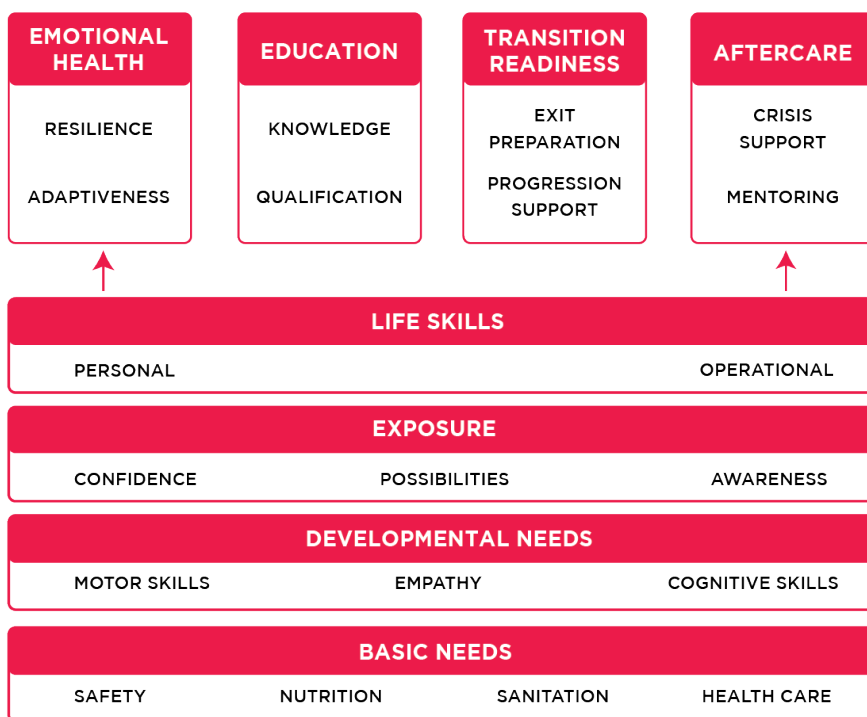 EMOTIONAL
HEALTH
RESILIENCE
ADAPTIVENESS
EDUCATION
KNOWLEDGE
QUALIFICATION
TRANSITION
READINESS
EXIT
PREPARATION
PROGRESSION
SUPPORT
AFTERCARE
CRISIS
SUPPORT
MENTORING
LIFE SKILLS
PERSONAL OPERATIONAL
EXPOSURE
CONFIDENCE POSSIBILITIES AWARENESS
DEVELOPMENTAL NEEDS
MOTOR SKILLS EMPATHY COGNITIVE SKILLS
BASIC NEEDS
SAFETY NUTRITION SANITATION HEALTH CARE